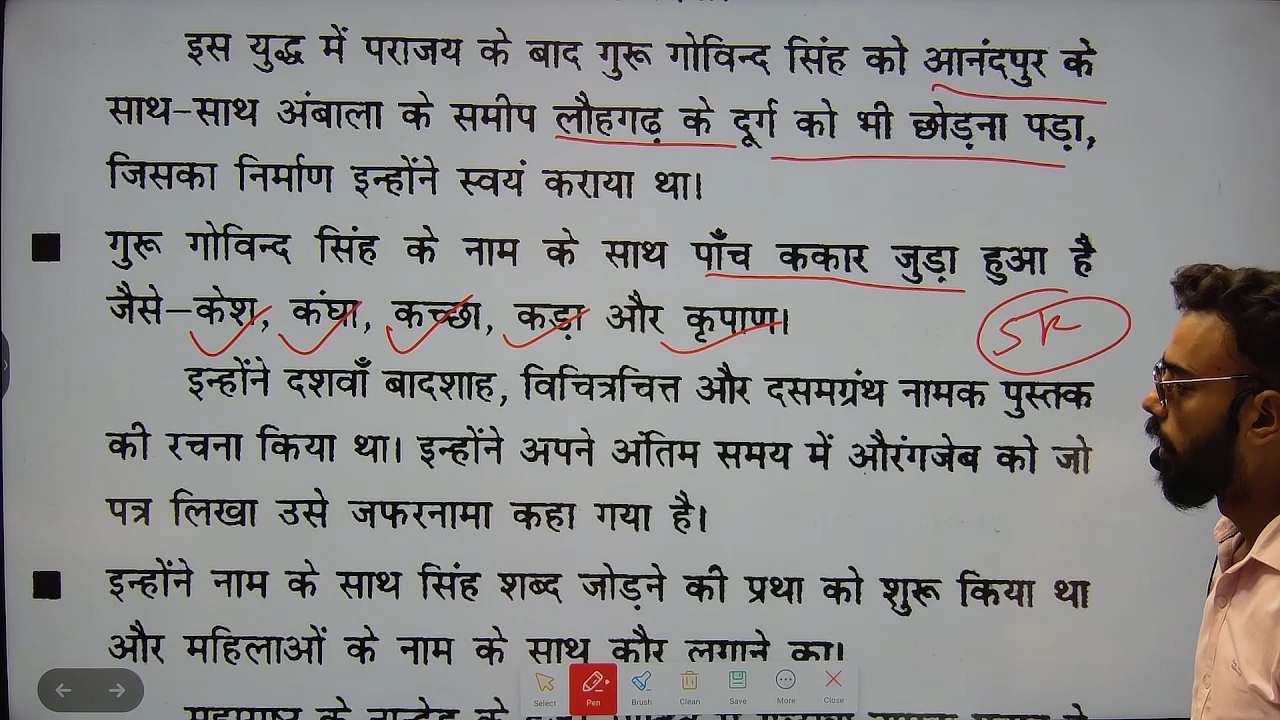 इस युद्ध में पराजय के बाद गुरू गोविन्द सिंह को आनंदपुर के
साथ-साथ अंबाला के समीप लौहगढ़ के दूर्ग को भी छोड़ना पड़ा,
जिसका निर्माण इन्होंने स्वयं कराया था।
■ गुरू गोविन्द सिंह के नाम के साथ पाँच ककार जुड़ा हुआ है
जैसे–केश, कंघा, कच्छा, कड़ा और कृपाण।
5K
इन्होंने दशवाँ बादशाह, विचित्रचित्त और दसमग्रंथ नामक पुस्तक
की रचना किया था। इन्होंने अपने अंतिम समय में औरंगजेब को जो
पत्र लिखा उसे जफरनामा कहा गया है।
■ इन्होंने नाम के साथ सिंह शब्द जोड़ने की प्रथा को शुरू किया था
और महिलाओं के नाम के साथ कौर लगाने का।
Select Pen Brush Clean Save More Close